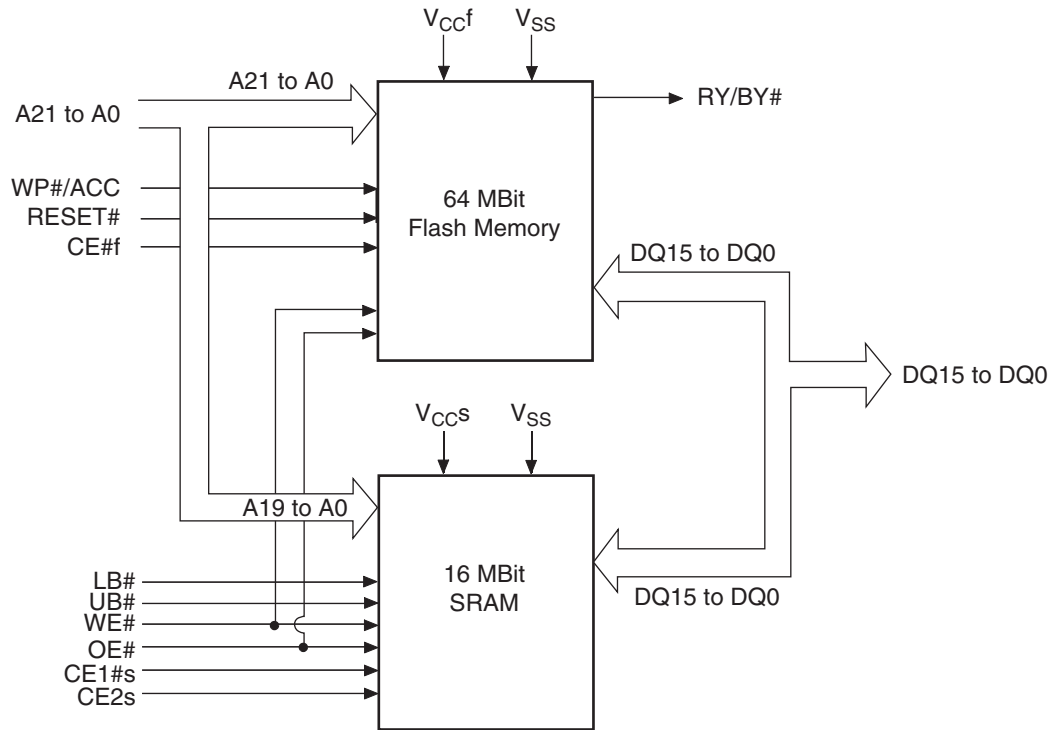 VCCf
VSS
A21 to A0
A21 to A0
RY/BY#
WP#/ACC
RESET#
CE#f
64 MBit
Flash Memory
DQ15 to DQ0
DQ15 to DQ0
VCCs
VSS
A19 to A0
LB#
UB#
WE#
OE#
CE1#s
CE2s
16 MBit
SRAM
DQ15 to DQ0